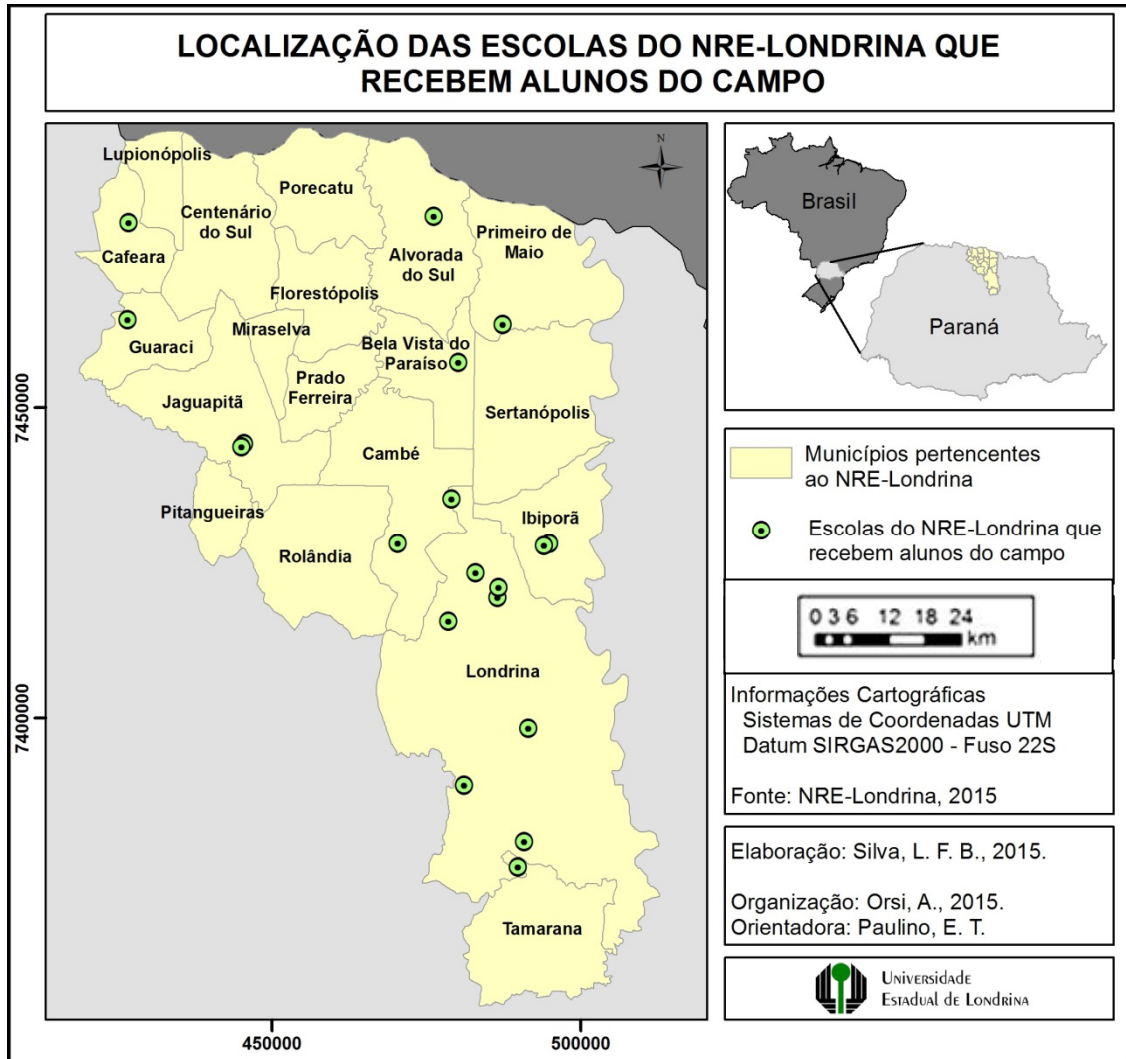 LOCALIZAÇÃO DAS ESCOLAS DO NRE-LONDRINA QUE
RECEBEM ALUNOS DO CAMPO
N
Lupionópolis
Porecatu
Centenário
do Sul
Primeiro de
Maio
Cafeara
Alvorada
do Sul
Florestópolis
Miraselva
Guaraci
Bela Vista do
Paraíso
Prado
Ferreira
Jaguapitã
Sertanópolis
Cambé
Pitangueiras
Ibiporã
Rolândia
Londrina
Tamarana
7450000
7400000
450000
500000
Brasil
Paraná
Municípios pertencentes
ao NRE-Londrina
Escolas do NRE-Londrina que
recebem alunos do campo
0 3 6 12 18 24
km
Informações Cartográficas
Sistemas de Coordenadas UTM
Datum SIRGAS2000 - Fuso 22S
Fonte: NRE-Londrina, 2015
Elaboração: Silva, L. F. B., 2015.
Organização: Orsi, A., 2015.
Orientadora: Paulino, E. T.
Universidade
Estadual de Londrina